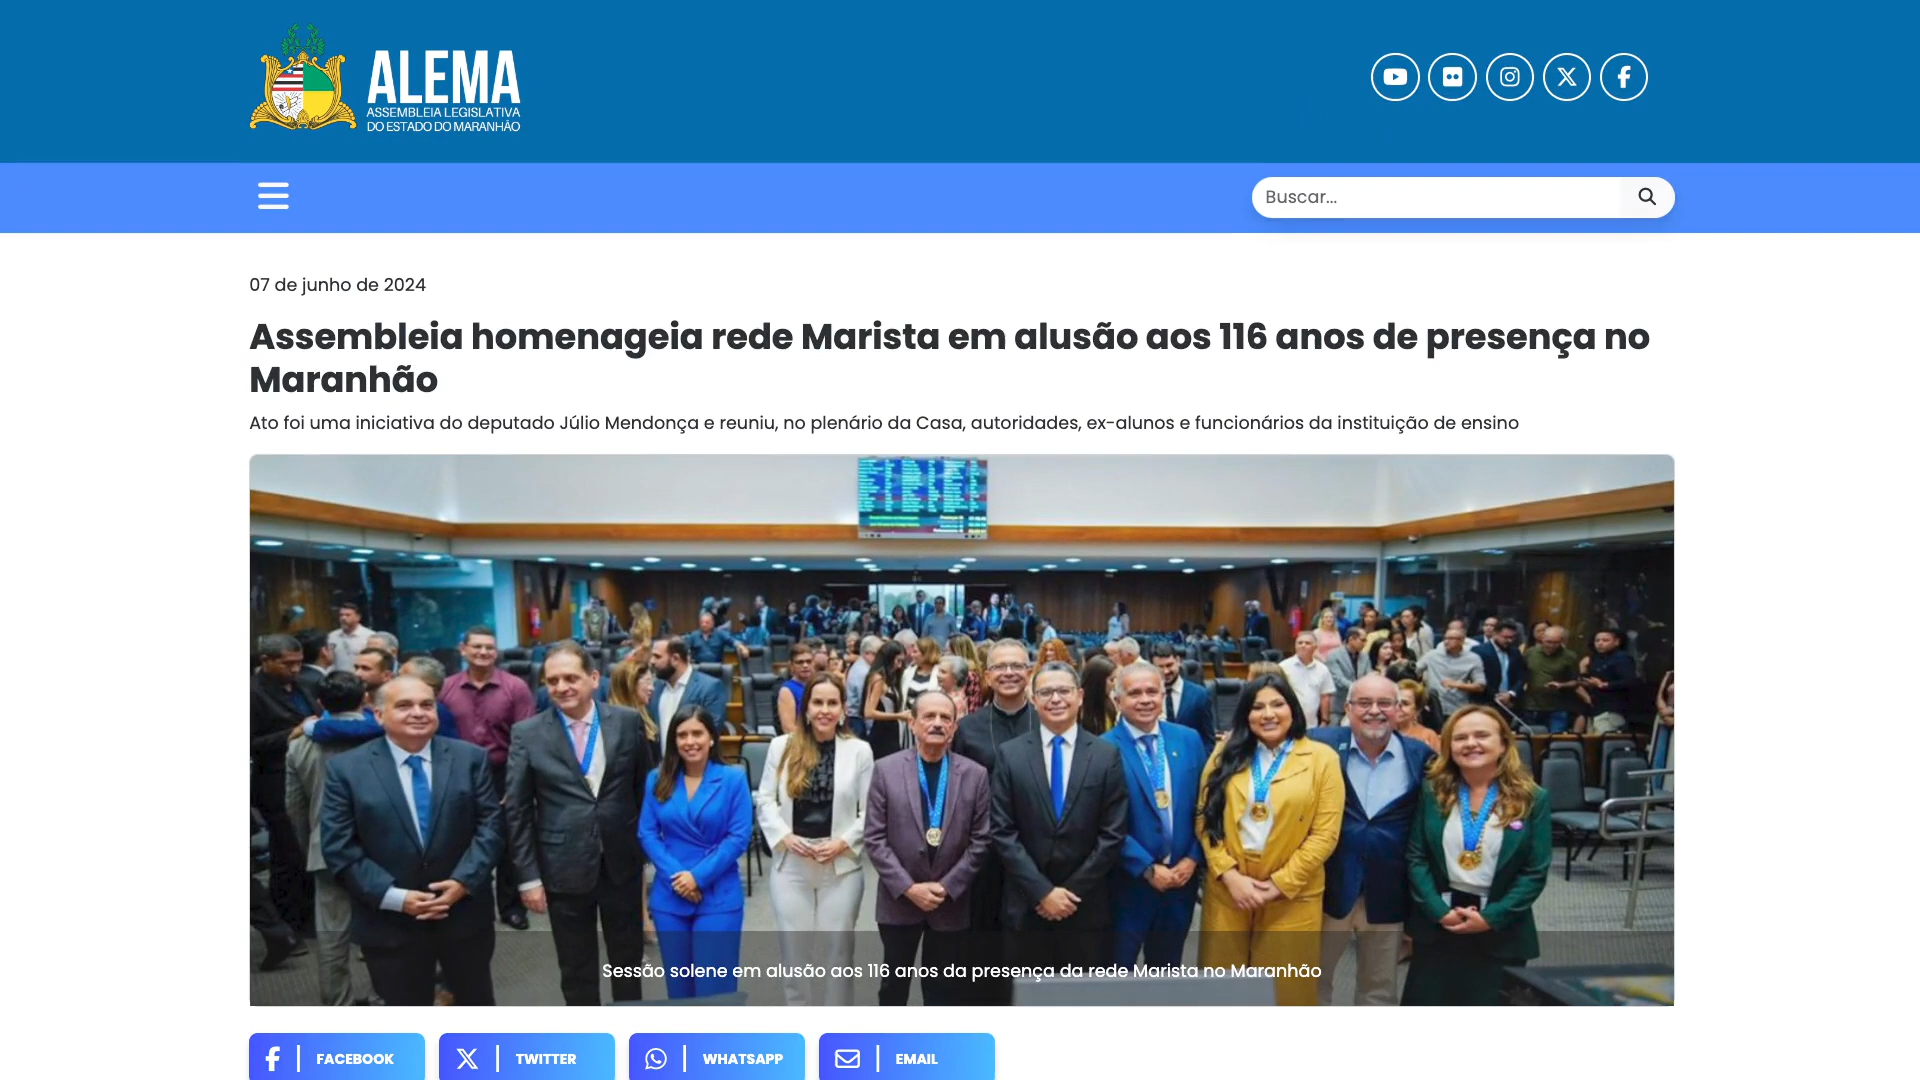 ALEMA
ASSEMBLEIA LEGISLATIVA
DO ESTADO DO MARANHÃO
Buscar...
07 de junho de 2024
Assembleia homenageia rede Marista em alusão aos 116 anos de presença no
Maranhão
Ato foi uma iniciativa do deputado Júlio Mendonça e reuniu, no plenário da Casa, autoridades, ex-alunos e funcionários da instituição de ensino
Sessão solene em alusão aos 116 anos da presença da rede Marista no Maranhão
FACEBOOK
TWITTER
WHATSAPP
EMAIL